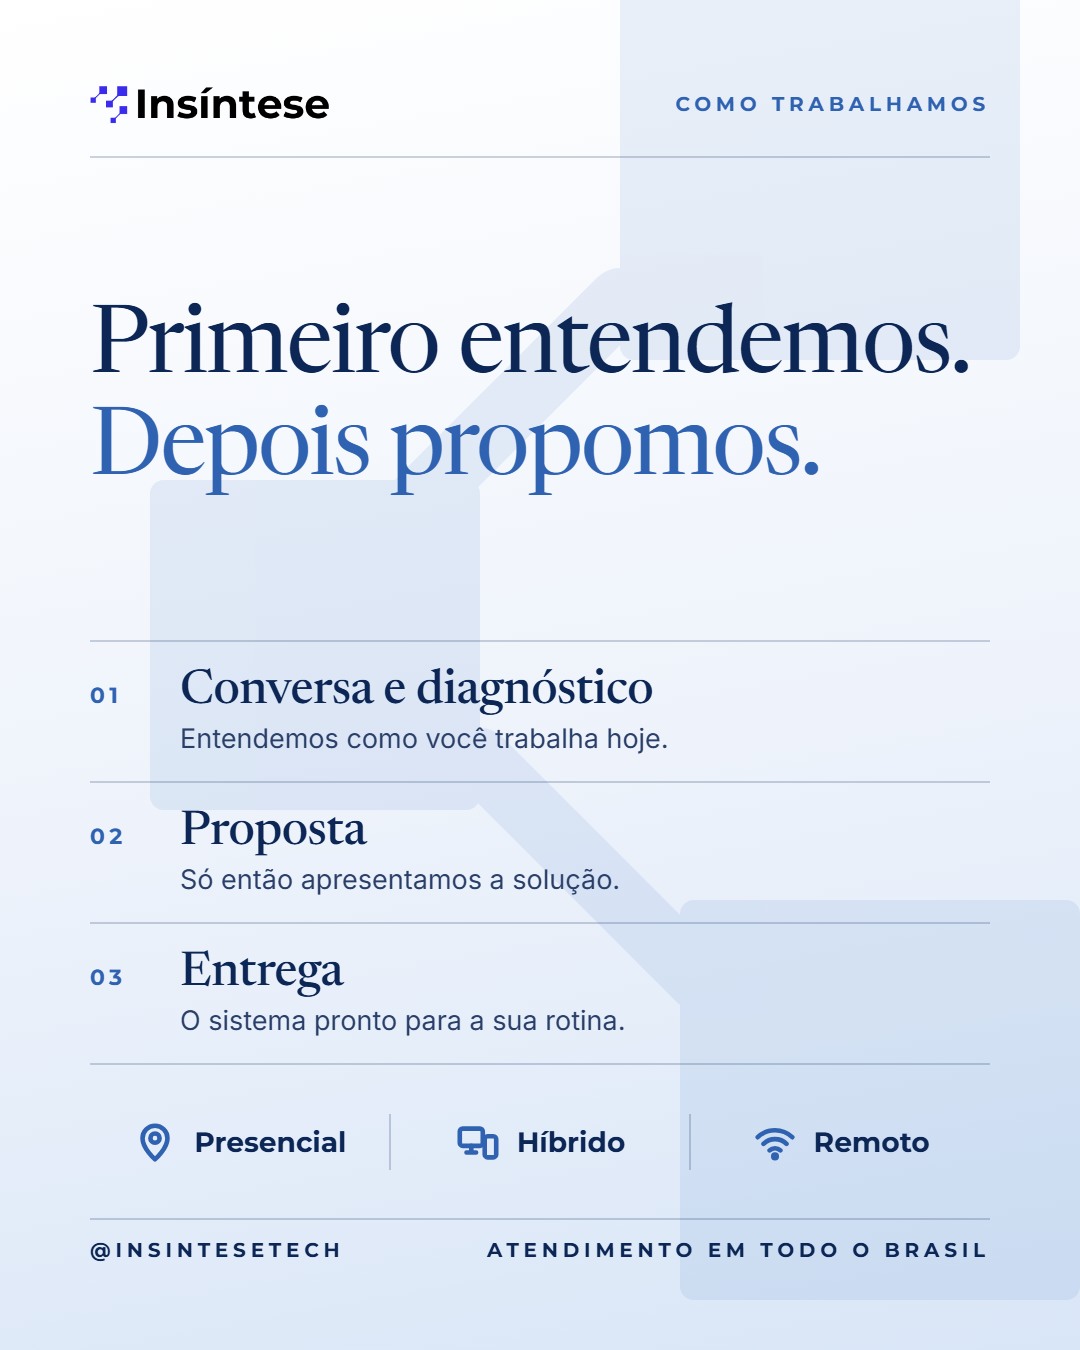 Insíntese
COMO TRABALHAMOS
Primeiro entendemos.
Depois propomos.
01
Conversa e diagnóstico
Entendemos como você trabalha hoje.
02
Proposta
Só então apresentamos a solução.
03
Entrega
O sistema pronto para a sua rotina.
Presencial
Híbrido
Remoto
@INSINTESETECH
ATENDIMENTO EM TODO O BRASIL